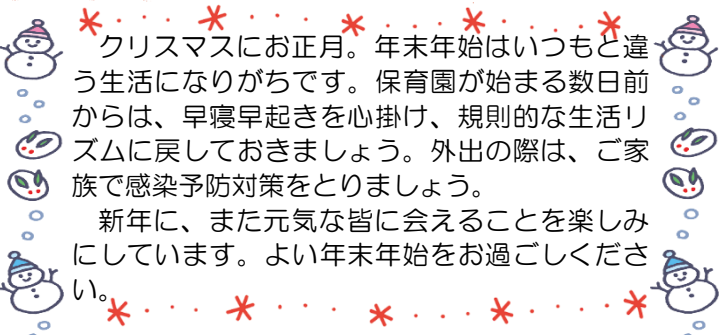 クリスマスにお正月。年末年始はいつもと違
う生活になりがちです。保育園が始まる数日前
からは、早寝早起きを心掛け、規則的な生活リ
ズムに戻しておきましょう。外出の際は、ご家
族で感染予防対策をとりましょう。
　新年に、また元気な皆に会えることを楽しみ
にしています。よい年末年始をお過ごしくださ
い。